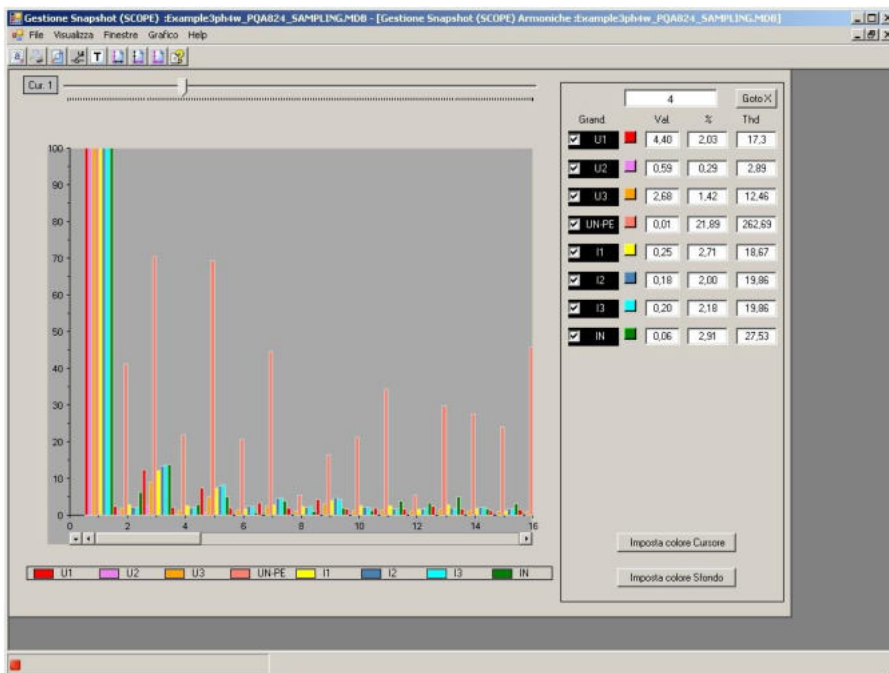 Gestione Snapshot (SCOPE) :Example3ph4w_PQA824_SAMPLING.MDB - [Gestione Snapshot (SCOPE) Armoniche :Example3ph4w_PQA824_SAMPLING.MDB]
File Visualizza Finestre Grafico Help
Cur. 1
4 Goto X
Grand. Val % Thd
U1 4,40 2,03 17,3
U2 0,59 0,29 2,89
U3 2,68 1,42 12,46
UN-PE 0,01 21,89 262,69
I1 0,25 2,71 18,67
I2 0,18 2,00 19,86
I3 0,20 2,18 19,86
IN 0,06 2,91 27,53
100
90
80
70
60
50
40
30
20
10
0
0 2 4 6 8 10 12 14 16
Imposta colore Cursore
Imposta colore Sfondo
U1 U2 U3 UN-PE I1 I2 I3 IN